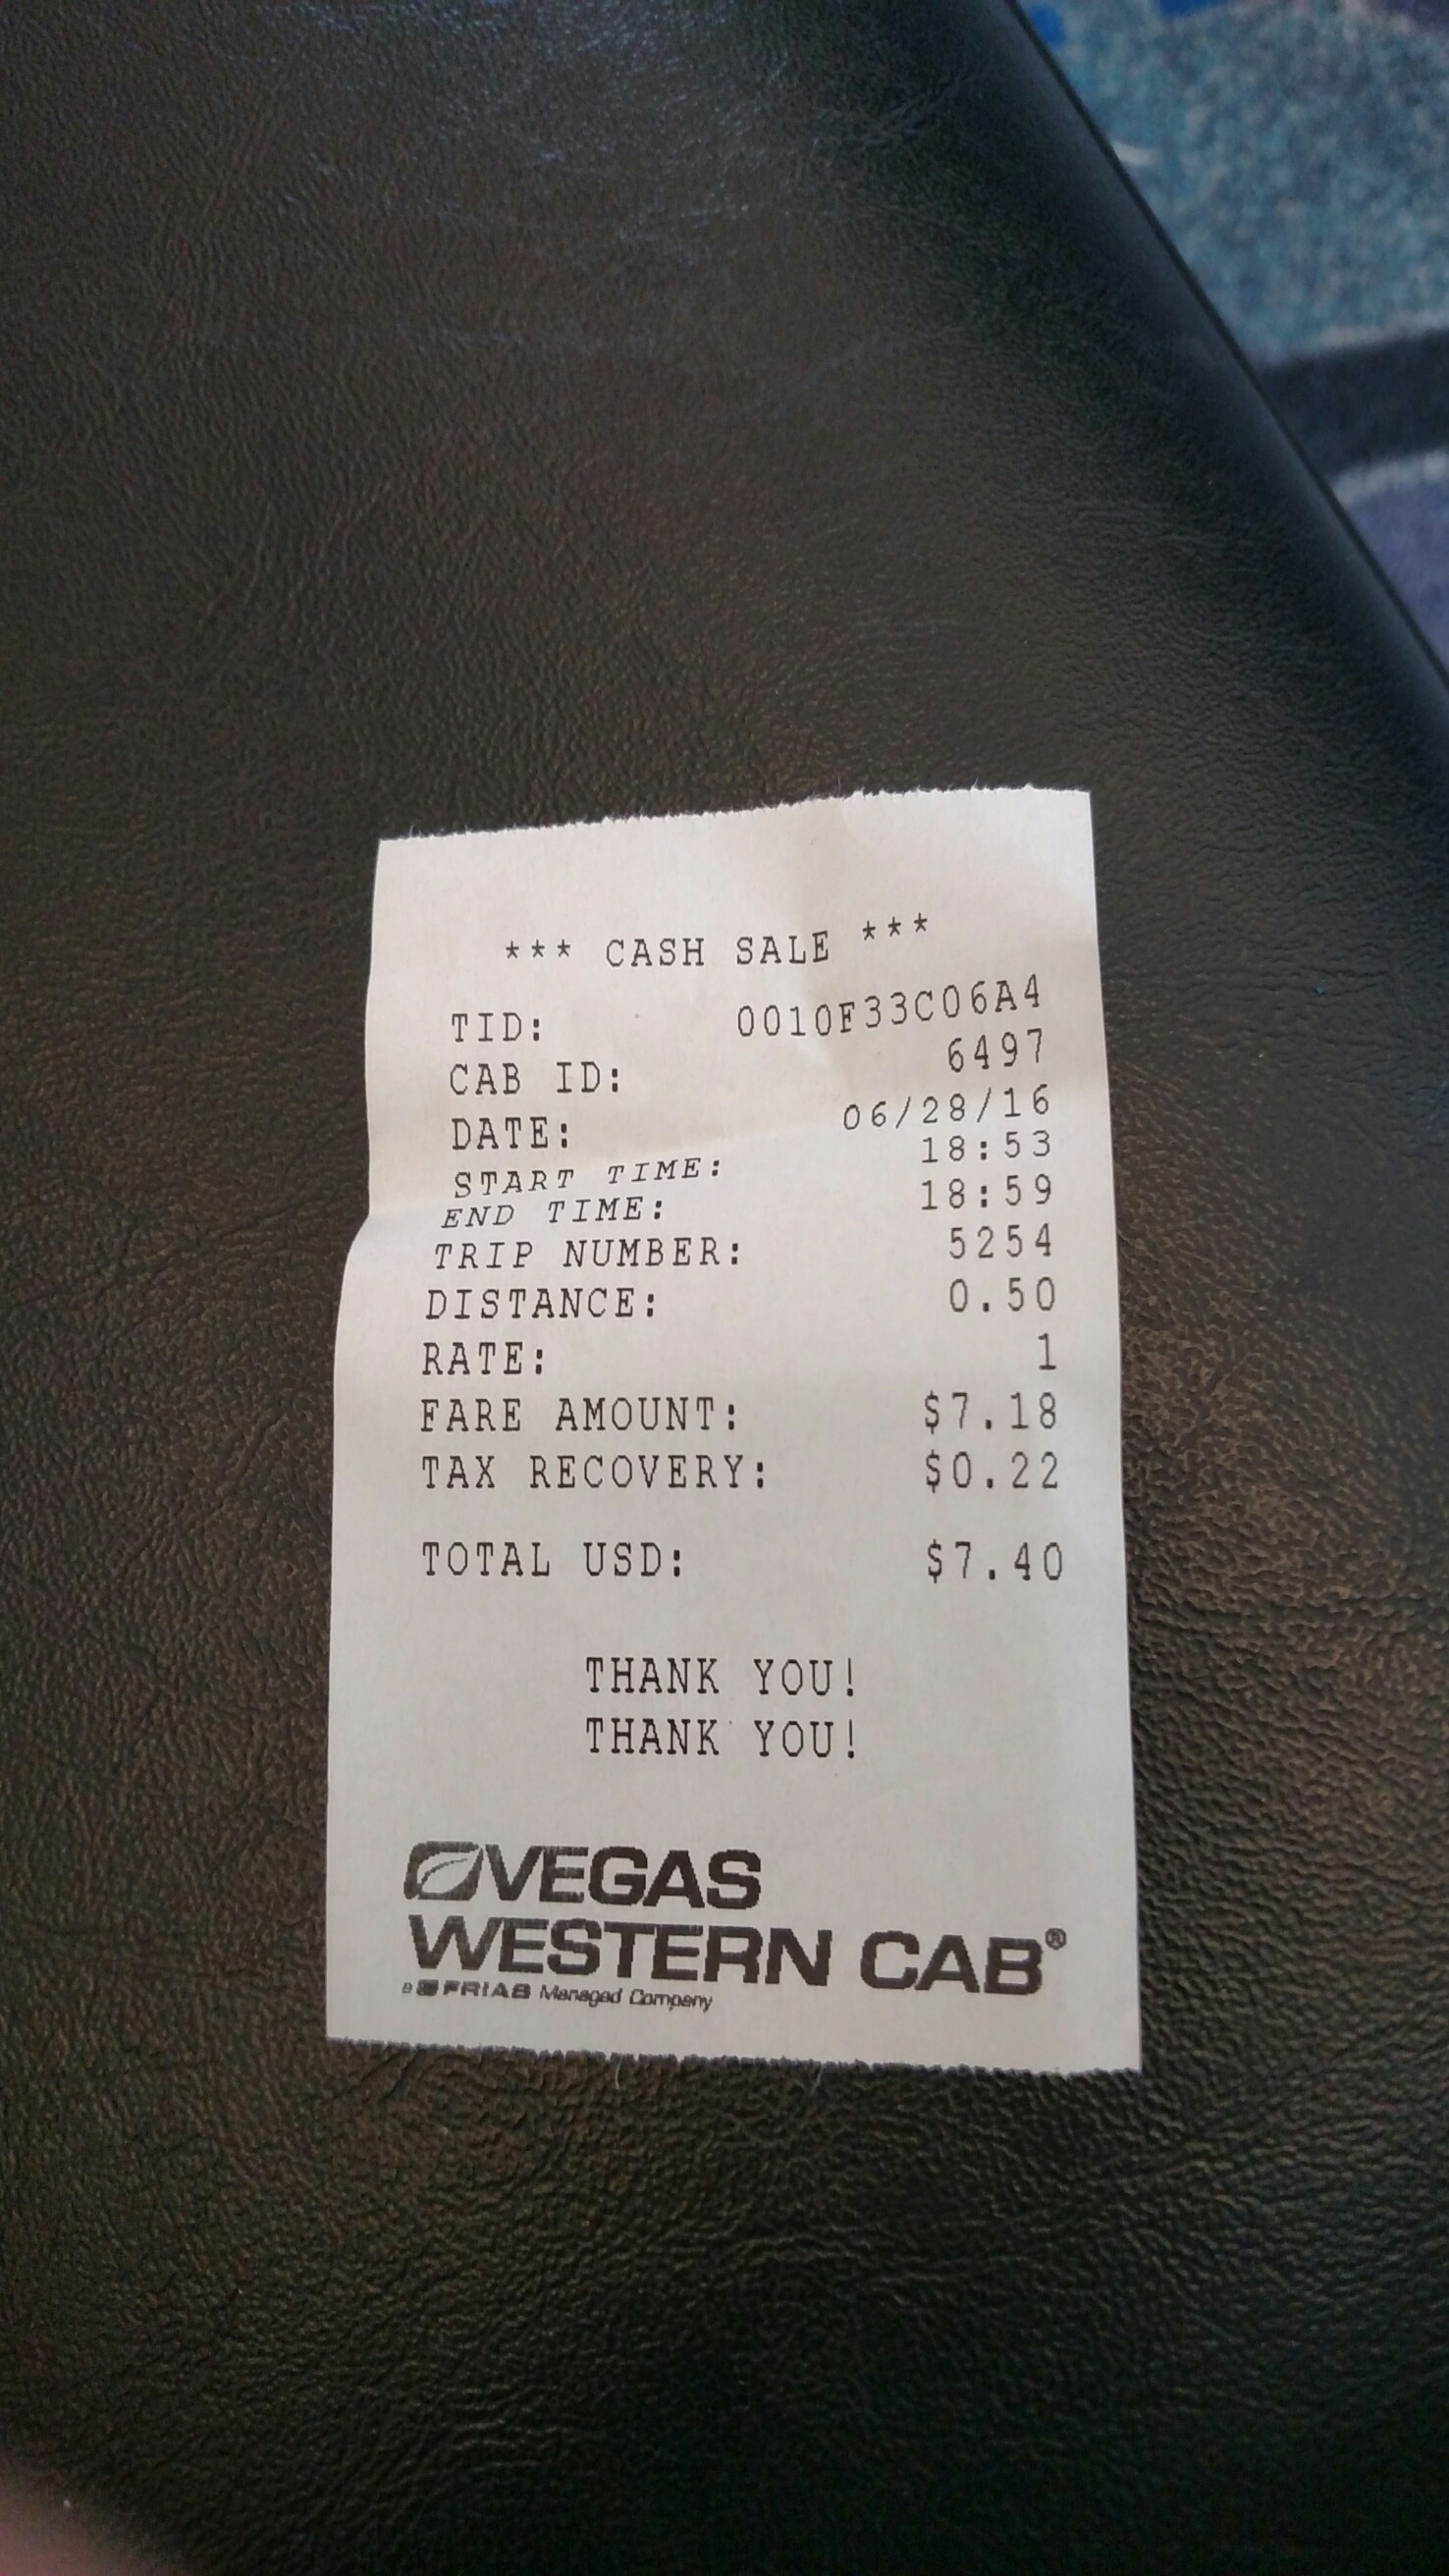 *** CASH SALE ***
TID: 0010F33C06A4
CAB ID: 6497
DATE: 06/28/16
START TIME: 18:53
END TIME: 18:59
TRIP NUMBER: 5254
DISTANCE: 0.50
RATE: 1
FARE AMOUNT: $7.18
TAX RECOVERY: $0.22
TOTAL USD: $7.40
THANK YOU!
THANK YOU!
VEGAS
WESTERN CAB®
a FRIAS Managed Company